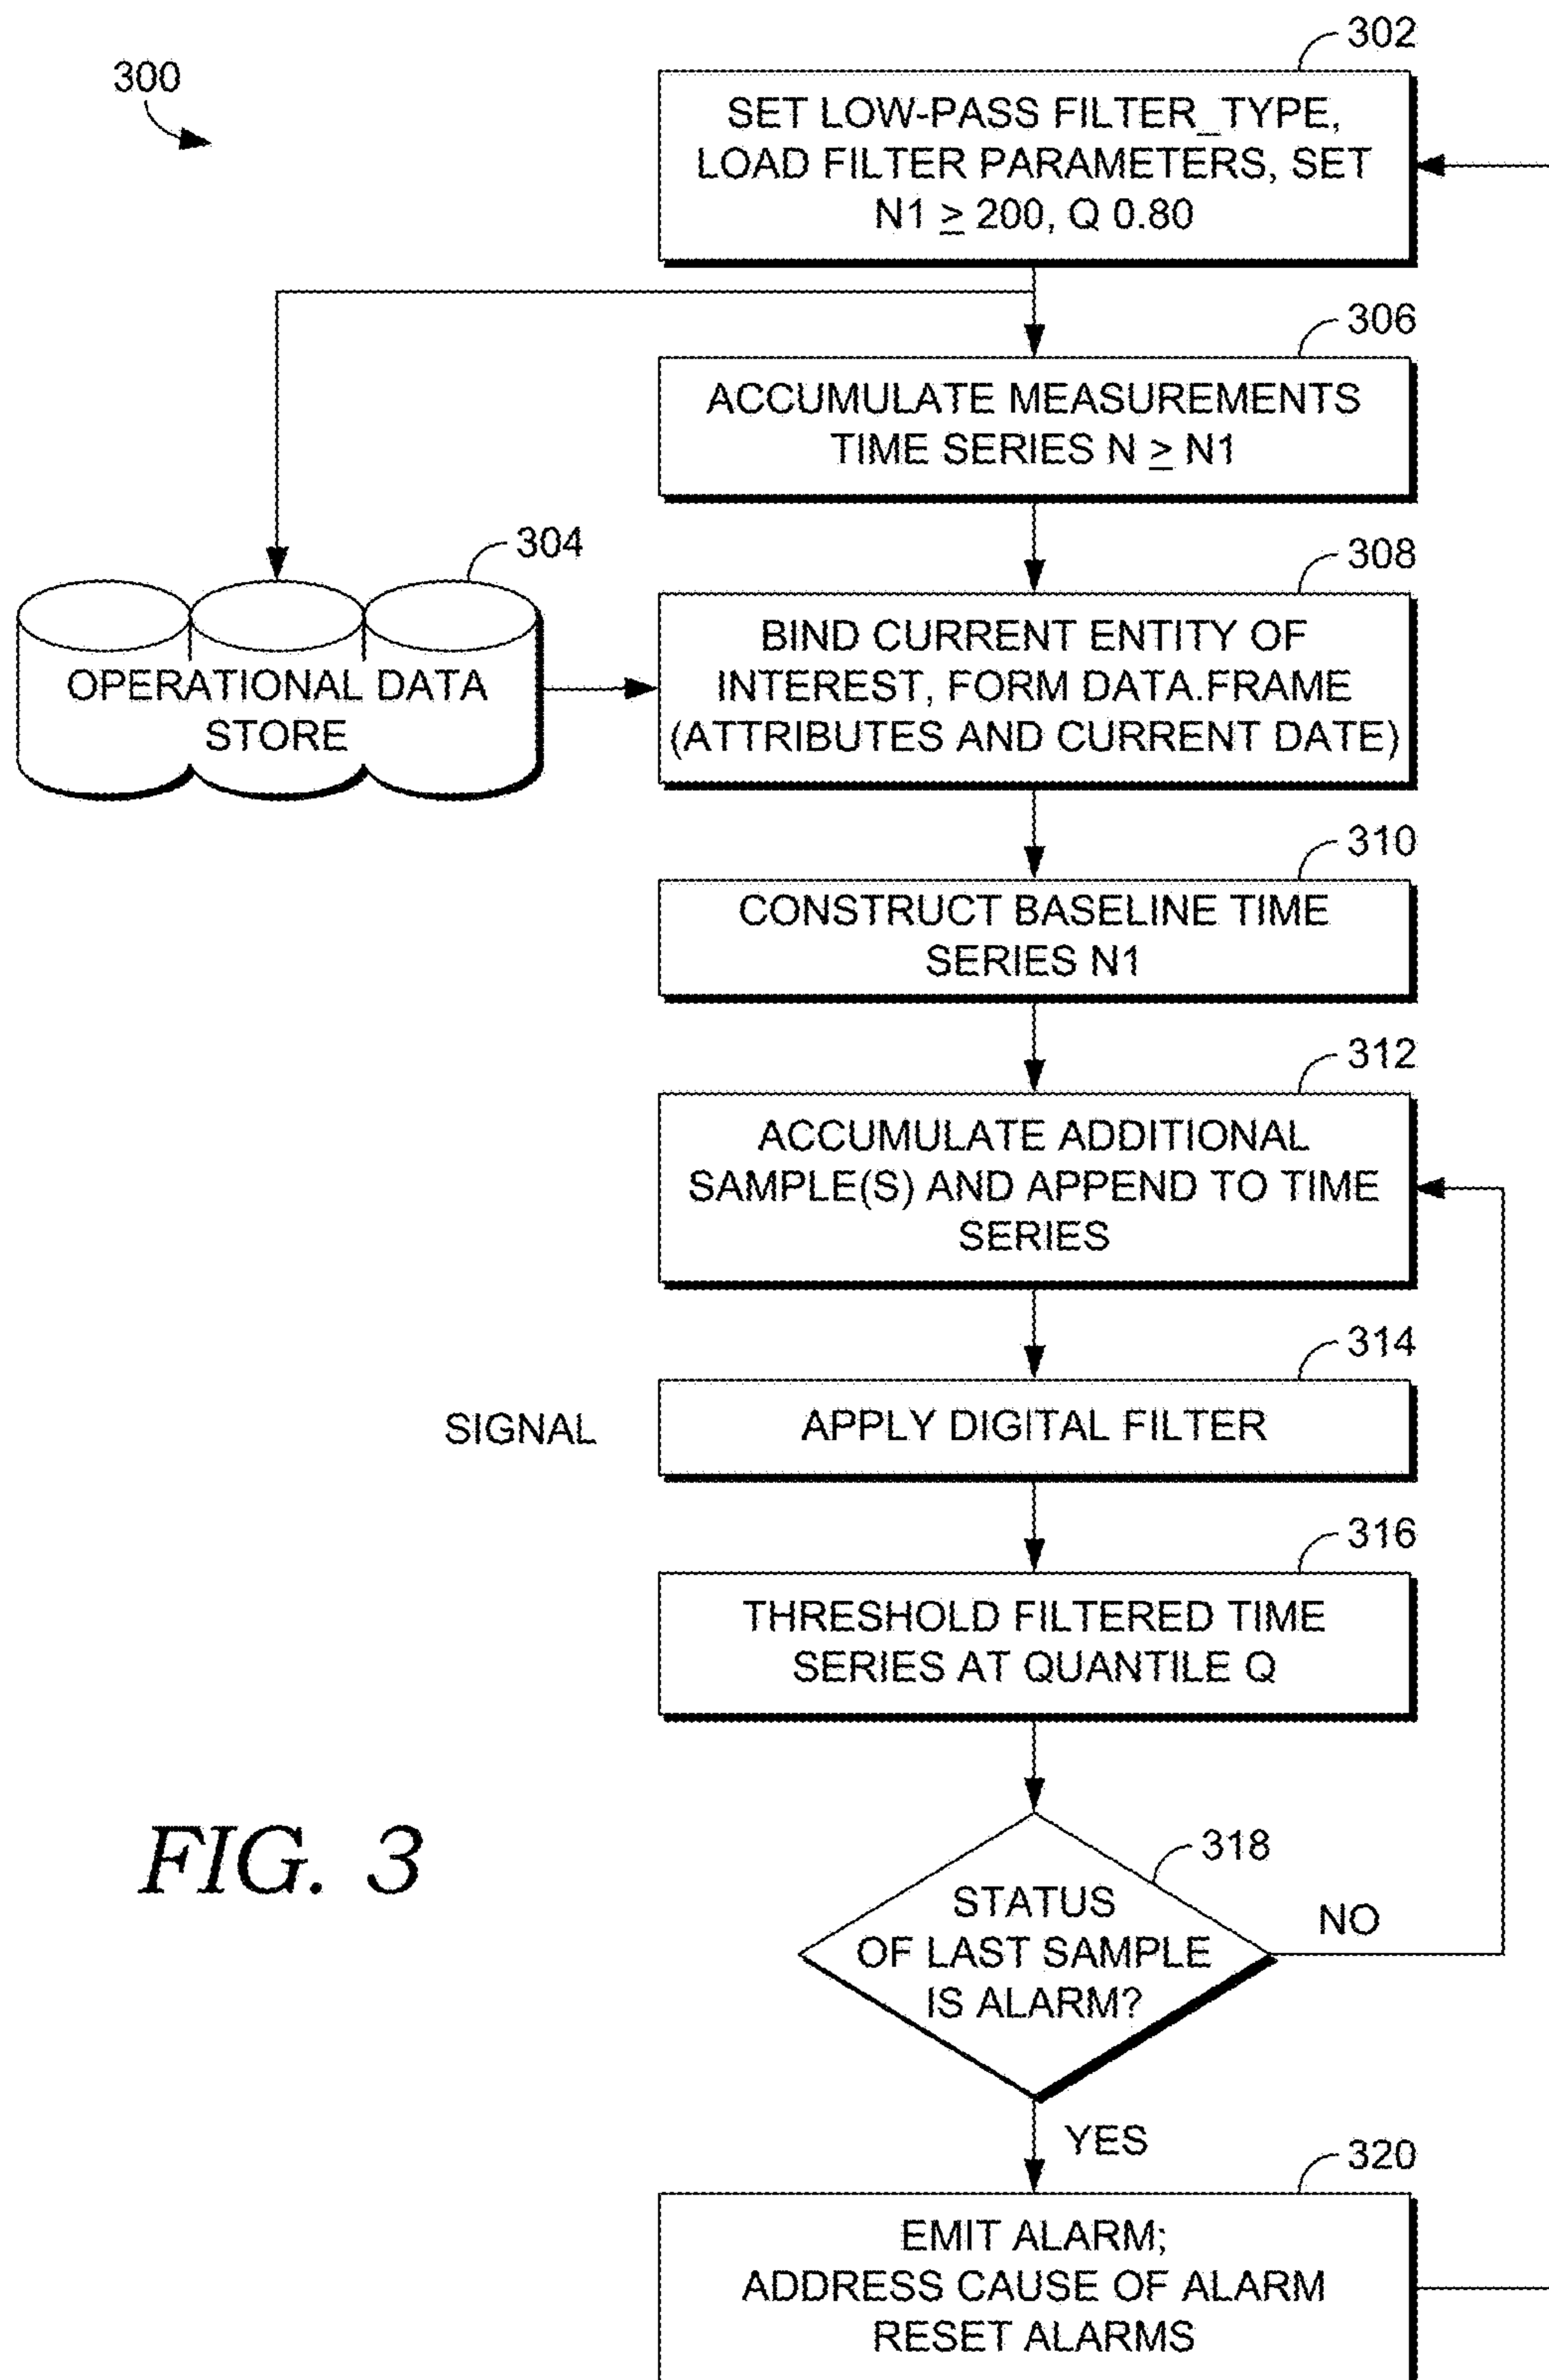 300
302
SET LOW-PASS FILTER_TYPE,
LOAD FILTER PARAMETERS, SET
N1 ≥ 200, Q 0.80
306
ACCUMULATE MEASUREMENTS
TIME SERIES N ≥ N1
304
OPERATIONAL DATA
STORE
308
BIND CURRENT ENTITY OF
INTEREST, FORM DATA.FRAME
(ATTRIBUTES AND CURRENT DATE)
310
CONSTRUCT BASELINE TIME
SERIES N1
312
ACCUMULATE ADDITIONAL
SAMPLE(S) AND APPEND TO TIME
SERIES
314
SIGNAL
APPLY DIGITAL FILTER
316
THRESHOLD FILTERED TIME
SERIES AT QUANTILE Q
FIG. 3
318
STATUS
OF LAST SAMPLE
IS ALARM?
NO
YES
320
EMIT ALARM;
ADDRESS CAUSE OF ALARM
RESET ALARMS